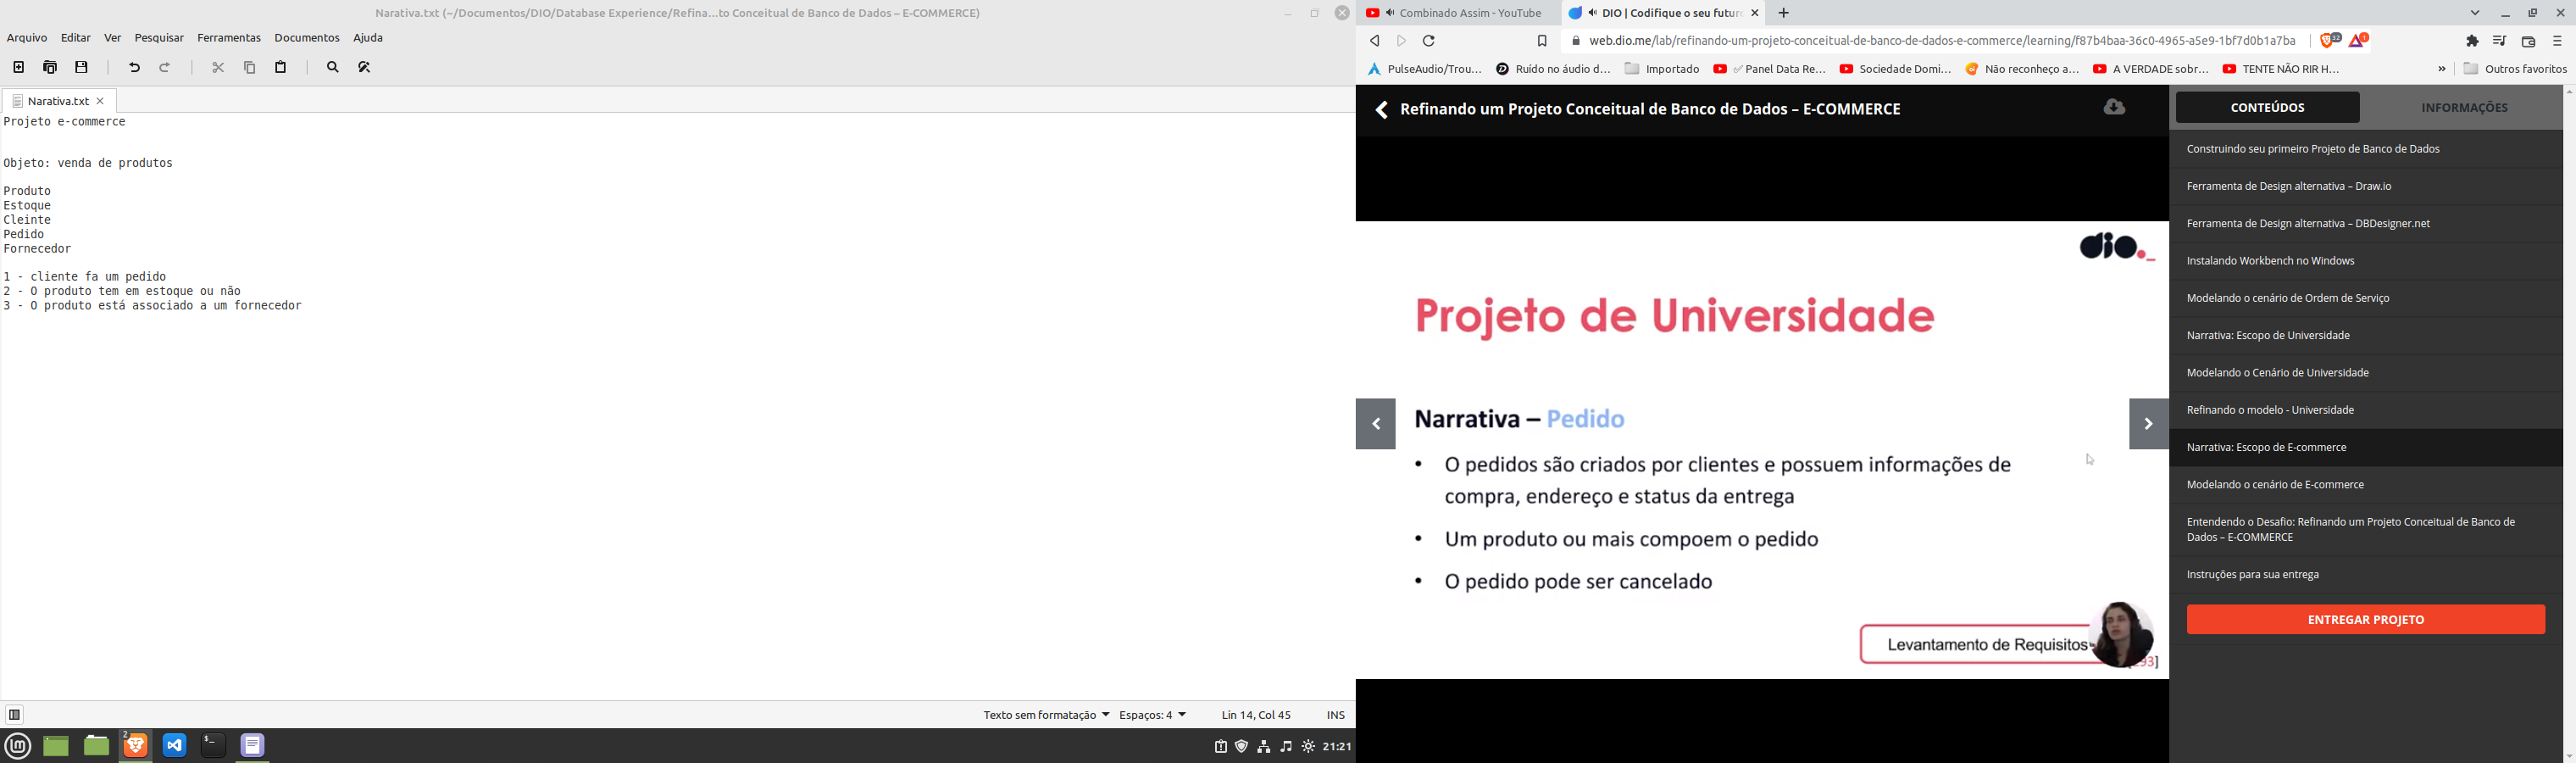 Narativa.txt (~/Documentos/DIO/Database Experience/Refina...to Conceitual de Banco de Dados – E-COMMERCE)
Arquivo Editar Ver Pesquisar Ferramentas Documentos Ajuda
Narativa.txt
Projeto e-commerce
Objeto: venda de produtos
Produto
Estoque
Cleinte
Pedido
Fornecedor
1 - cliente fa um pedido
2 - O produto tem em estoque ou não
3 - O produto está associado a um fornecedor
Texto sem formatação Espaços: 4 Lin 14, Col 45 INS
2
21:21
Combinado Assim - YouTube
DIO | Codifique o seu futuro
web.dio.me/lab/refinando-um-projeto-conceitual-de-banco-de-dados-e-commerce/learning/f87b4baa-36c0-4965-a5e9-1bf7d0b1a7ba
32
1
PulseAudio/Trou... Ruído no áudio d... Importado Panel Data Re... Sociedade Domi... Não reconheço a... A VERDADE sobr... TENTE NÃO RIR H... » Outros favoritos
Refinando um Projeto Conceitual de Banco de Dados – E-COMMERCE
dio
Projeto de Universidade
Narrativa – Pedido
• O pedidos são criados por clientes e possuem informações de
compra, endereço e status da entrega
• Um produto ou mais compoem o pedido
• O pedido pode ser cancelado
Levantamento de Requisitos
93]
CONTEÚDOS INFORMAÇÕES
Construindo seu primeiro Projeto de Banco de Dados
Ferramenta de Design alternativa – Draw.io
Ferramenta de Design alternativa – DBDesigner.net
Instalando Workbench no Windows
Modelando o cenário de Ordem de Serviço
Narrativa: Escopo de Universidade
Modelando o Cenário de Universidade
Refinando o modelo - Universidade
Narrativa: Escopo de E-commerce
Modelando o cenário de E-commerce
Entendendo o Desafio: Refinando um Projeto Conceitual de Banco de
Dados – E-COMMERCE
Instruções para sua entrega
ENTREGAR PROJETO